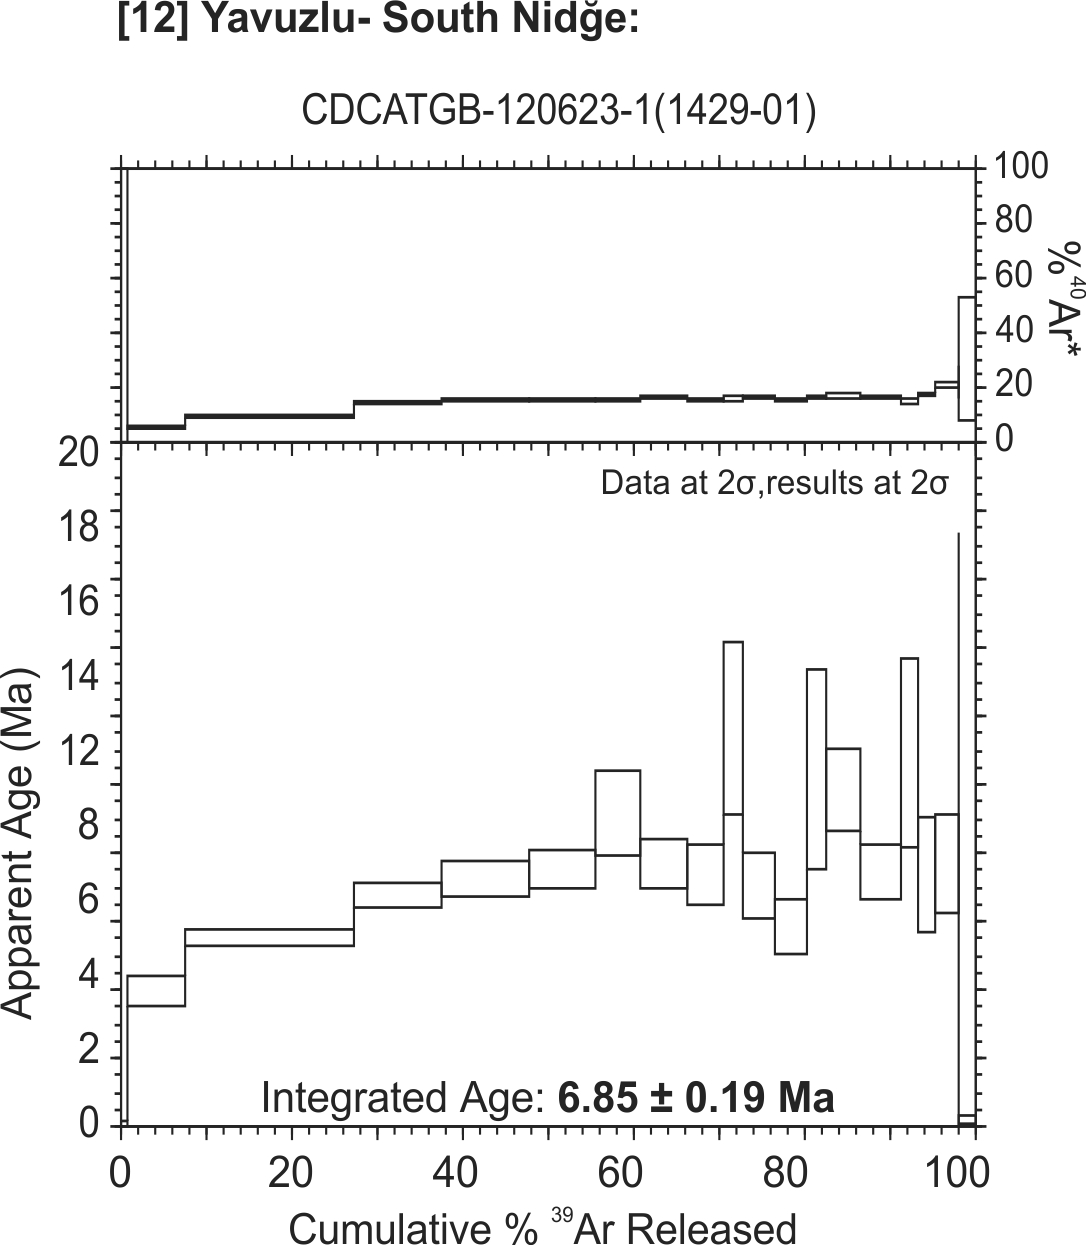 [12] Yavuzlu- South Nidğe:
CDCATGB-120623-1(1429-01)
100
80
60
40
20
0
% 40Ar*
Data at 2σ,results at 2σ
20
18
16
14
12
8
6
4
2
0
Apparent Age (Ma)
Integrated Age: 6.85 ± 0.19 Ma
0 20 40 60 80 100
Cumulative % 39Ar Released